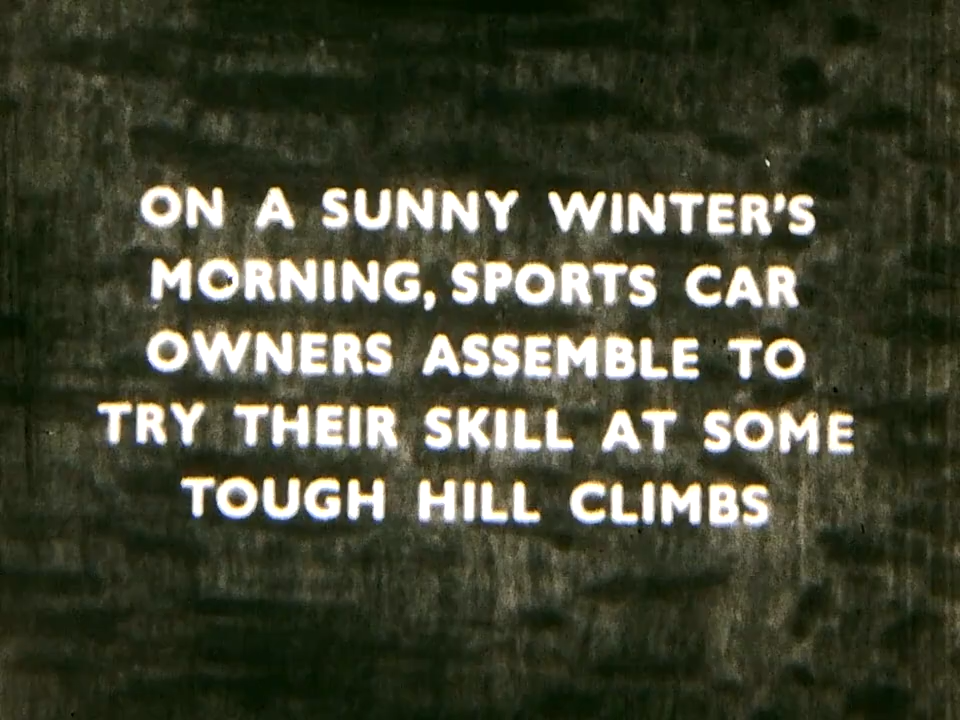 ON A SUNNY WINTER'S
MORNING, SPORTS CAR
OWNERS ASSEMBLE TO
TRY THEIR SKILL AT SOME
TOUGH HILL CLIMBS